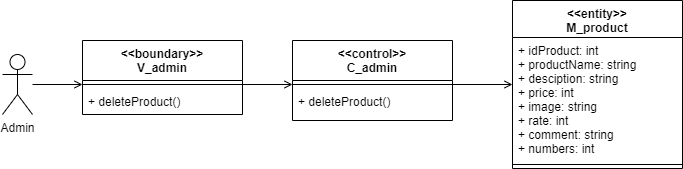 Admin
<<boundary>>
V_admin
+ deleteProduct()
<<control>>
C_admin
+ deleteProduct()
<<entity>>
M_product
+ idProduct: int
+ productName: string
+ desciption: string
+ price: int
+ image: string
+ rate: int
+ comment: string
+ numbers: int